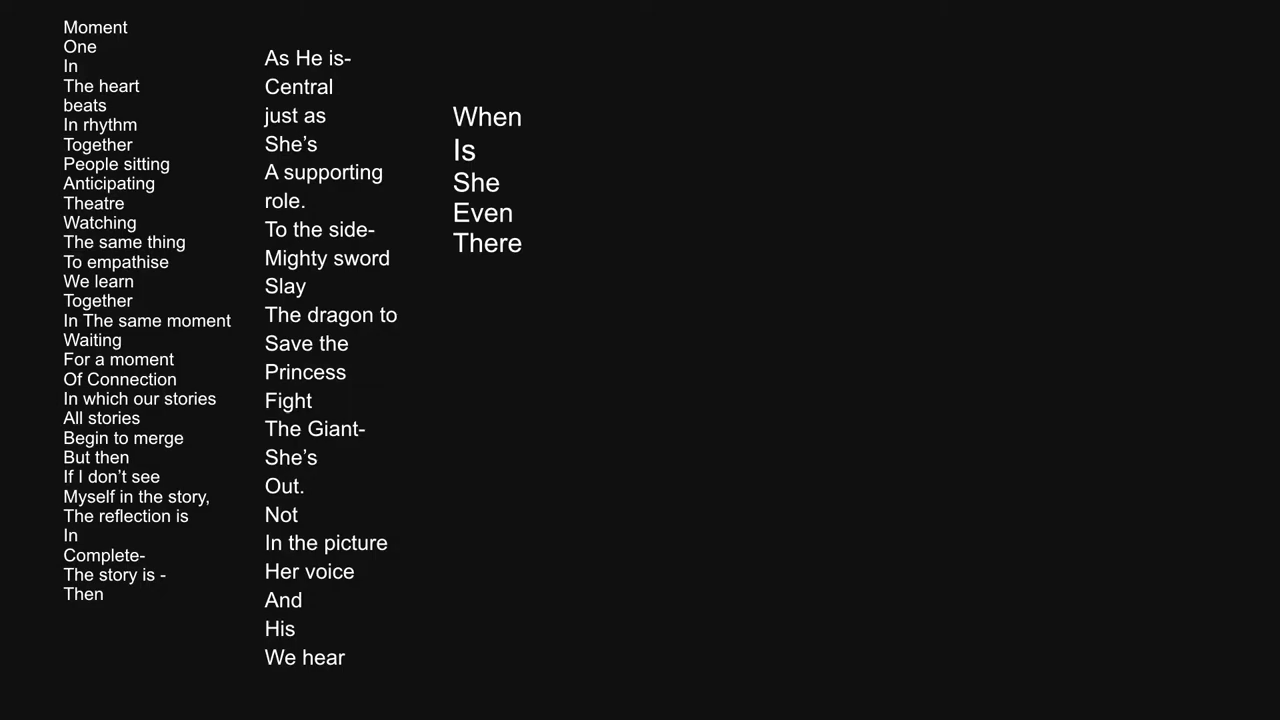 Moment
One
In
The heart
beats
In rhythm
Together
People sitting
Anticipating
Theatre
Watching
The same thing
To empathise
We learn
Together
In The same moment
Waiting
For a moment
Of Connection
In which our stories
All stories
Begin to merge
But then
If I don’t see
Myself in the story,
The reflection is
In
Complete-
The story is -
Then
As He is-
Central
just as
She’s
A supporting
role.
To the side-
Mighty sword
Slay
The dragon to
Save the
Princess
Fight
The Giant-
She’s
Out.
Not
In the picture
Her voice
And
His
We hear
When
Is
She
Even
There